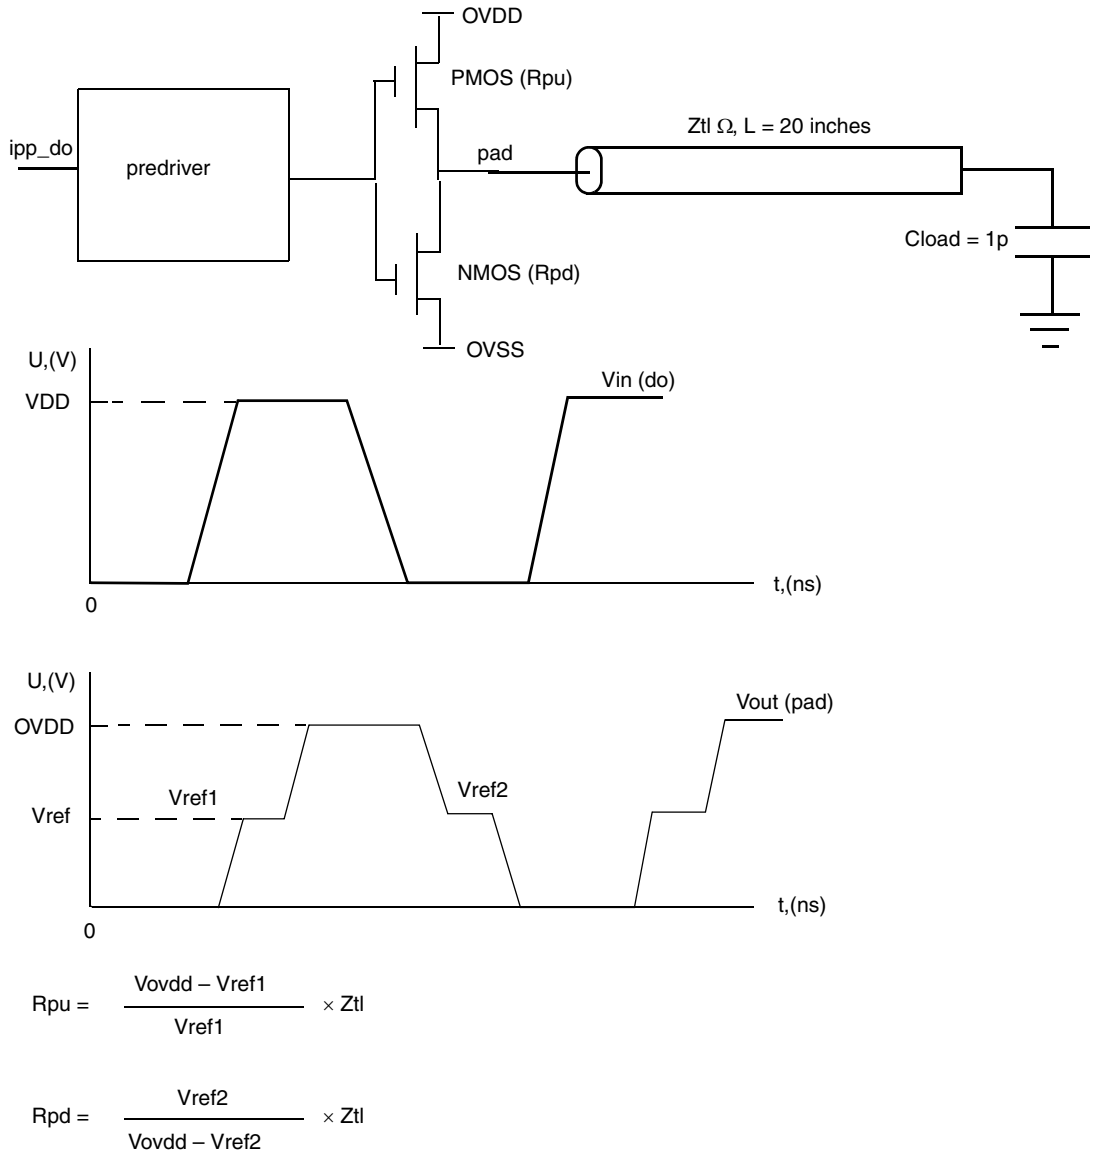 OVDD
PMOS (Rpu)
Ztl Ω, L = 20 inches
ipp_do
predriver
pad
Cload = 1p
NMOS (Rpd)
OVSS
U,(V)
VDD
Vin (do)
t,(ns)
0
U,(V)
OVDD
Vout (pad)
Vref1
Vref2
Vref
t,(ns)
0
Rpu = Vovdd – Vref1 × Ztl
Vref1
Rpd = Vref2 × Ztl
Vovdd – Vref2